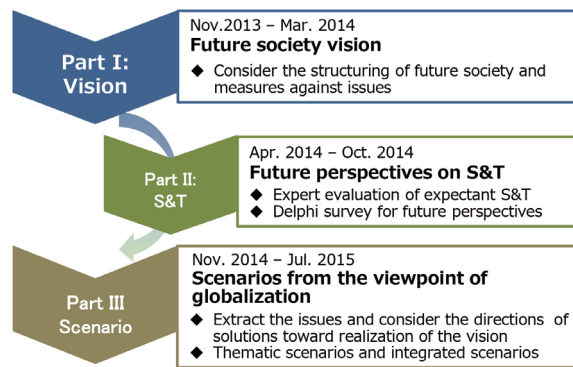 Part I:
Vision
Nov.2013 – Mar. 2014
Future society vision
◆ Consider the structuring of future society and
measures against issues
Part II:
S&T
Apr. 2014 – Oct. 2014
Future perspectives on S&T
◆ Expert evaluation of expectant S&T
◆ Delphi survey for future perspectives
Part III
Scenario
Nov. 2014 – Jul. 2015
Scenarios from the viewpoint of
globalization
◆ Extract the issues and consider the directions of
solutions toward realization of the vision
◆ Thematic scenarios and integrated scenarios